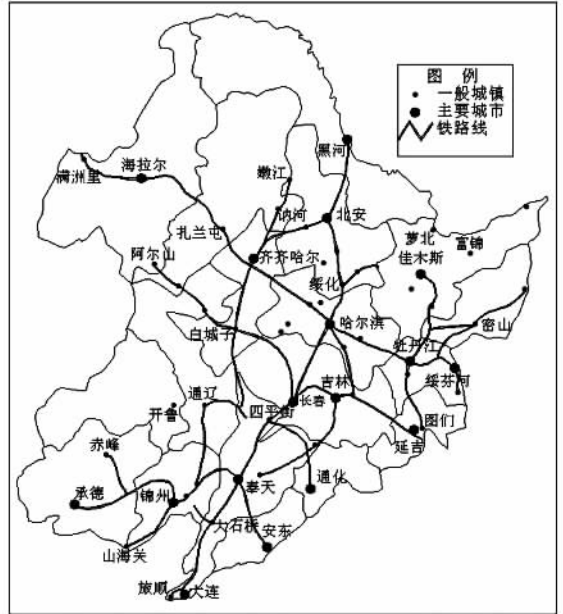 图 例
一般城镇
主要城市
铁路线
黑河
海拉尔
满洲里
嫩江
讷河
北安
扎兰屯
萝北
富锦
佳木斯
阿尔山
齐齐哈尔
绥化
哈尔滨
密山
白城子
牡丹江
绥芬河
吉林
通辽
长春
四平街
开鲁
图们
延吉
赤峰
通化
奉天
锦州
承德
大石桥
安东
山海关
旅顺
大连